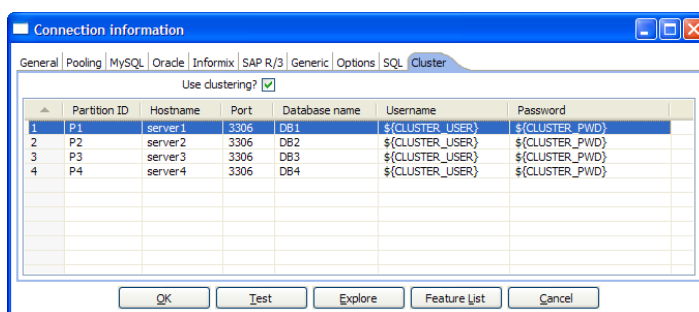 Connection information
General Pooling MySQL Oracle Informix SAP R/3 Generic Options SQL Cluster
Use clustering?
Partition ID Hostname Port Database name Username Password
1 P1 server1 3306 DB1 ${CLUSTER_USER} ${CLUSTER_PWD}
2 P2 server2 3306 DB2 ${CLUSTER_USER} ${CLUSTER_PWD}
3 P3 server3 3306 DB3 ${CLUSTER_USER} ${CLUSTER_PWD}
4 P4 server4 3306 DB4 ${CLUSTER_USER} ${CLUSTER_PWD}
OK Test Explore Feature List Cancel